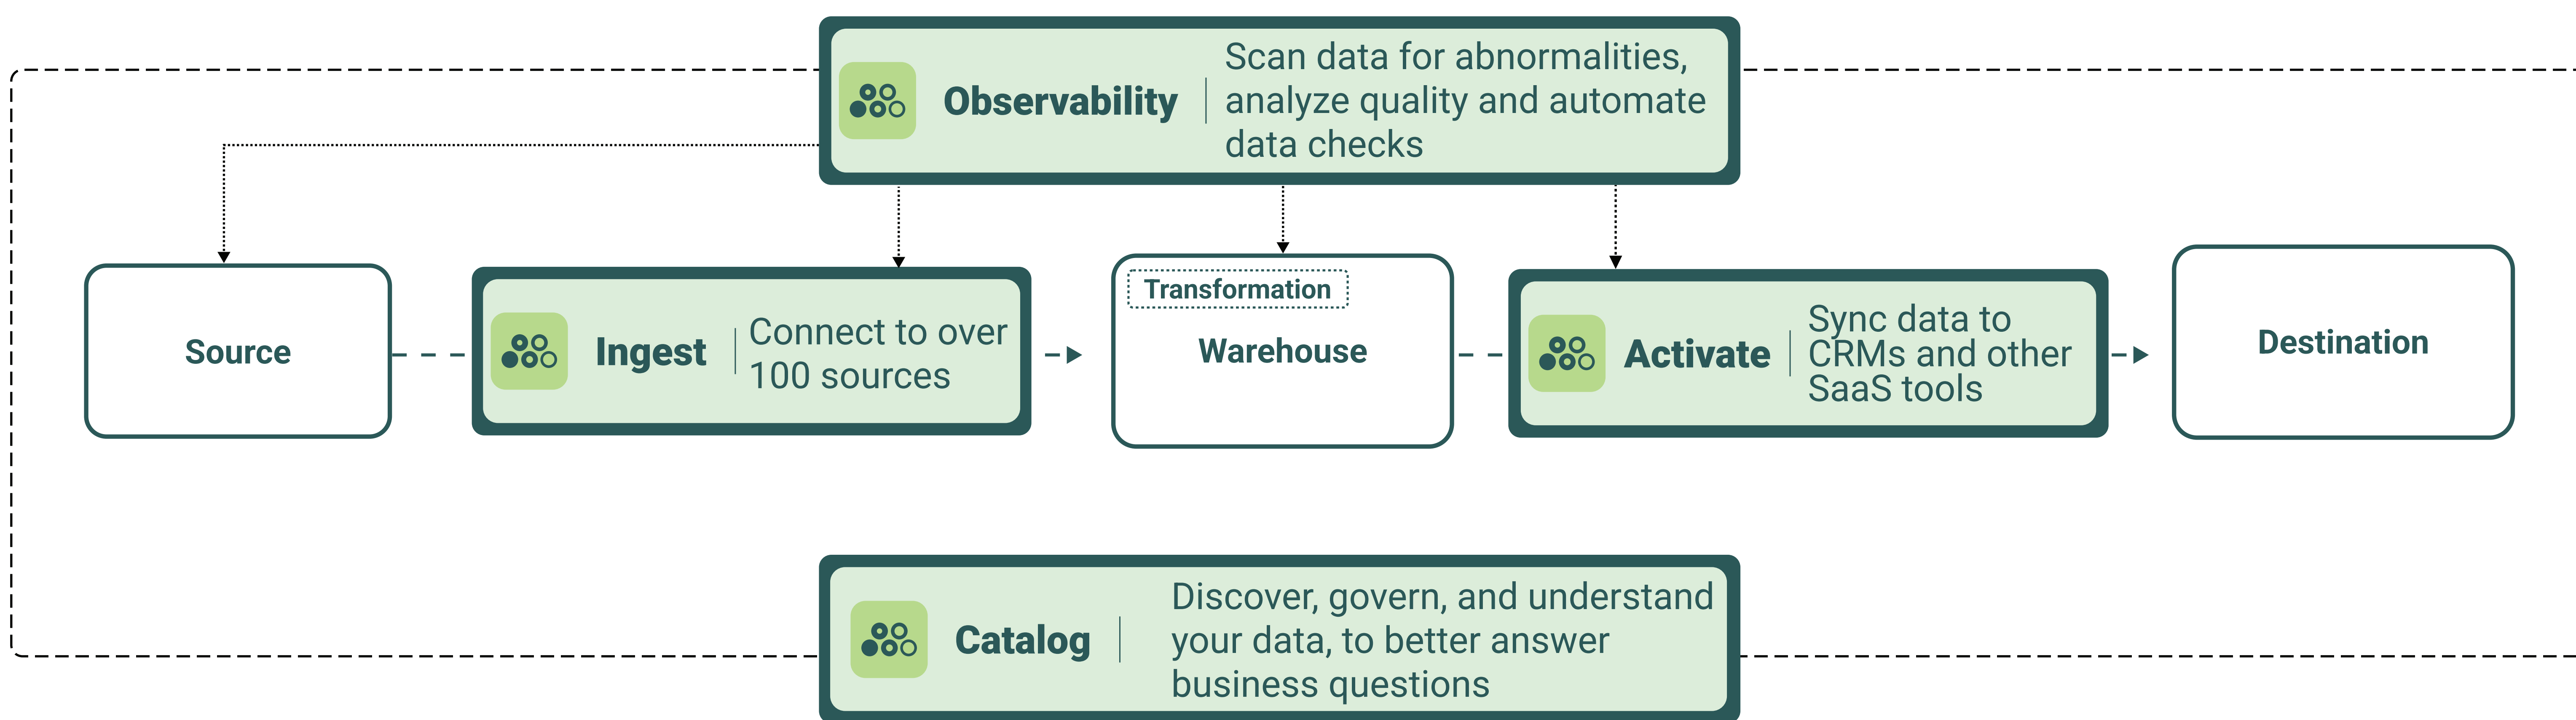 Observability
Scan data for abnormalities,
analyze quality and automate
data checks
Source
Ingest
Connect to over
100 sources
Transformation
Warehouse
Activate
Sync data to
CRMs and other
SaaS tools
Destination
Catalog
Discover, govern, and understand
your data, to better answer
business questions